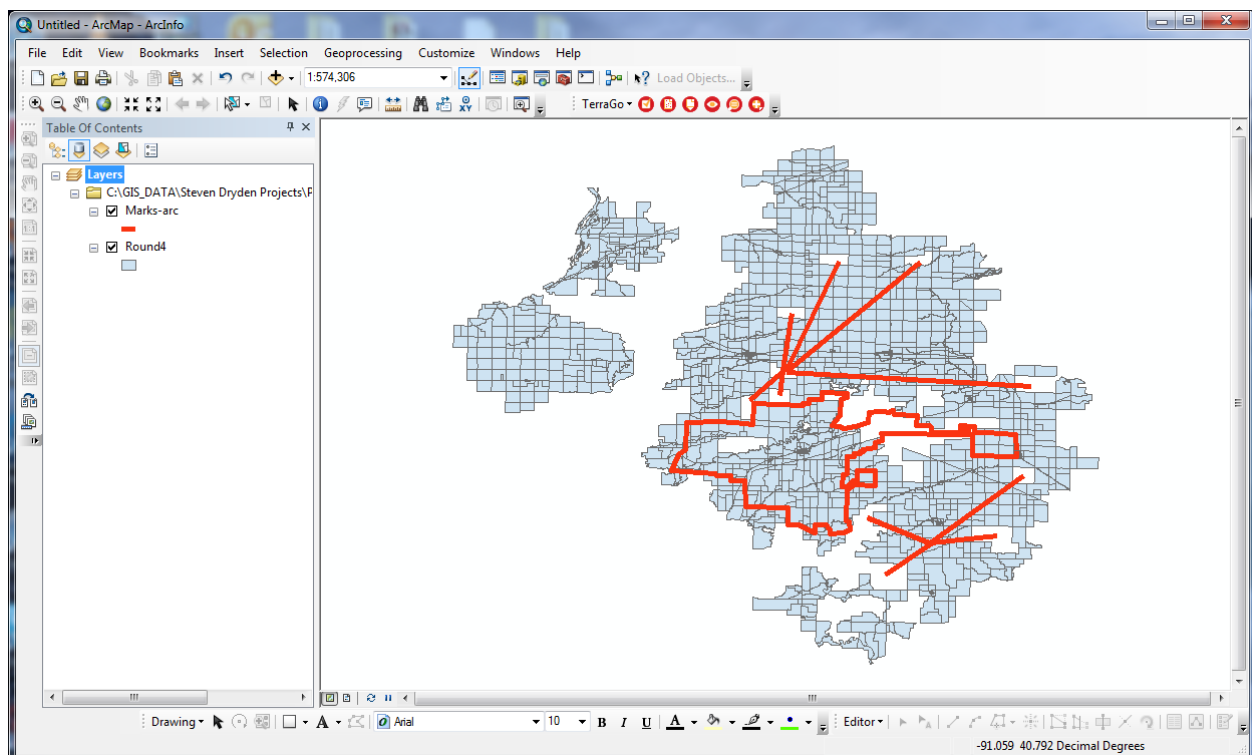 Untitled - ArcMap - ArcInfo
File Edit View Bookmarks Insert Selection Geoprocessing Customize Windows Help
1:574,306 Load Objects...
TerraGo
Table Of Contents
Layers
C:\GIS_DATA\Steven Dryden Projects\P
Marks-arc
Round4
Drawing A Arial 10 B I U A Editor
-91.059 40.792 Decimal Degrees